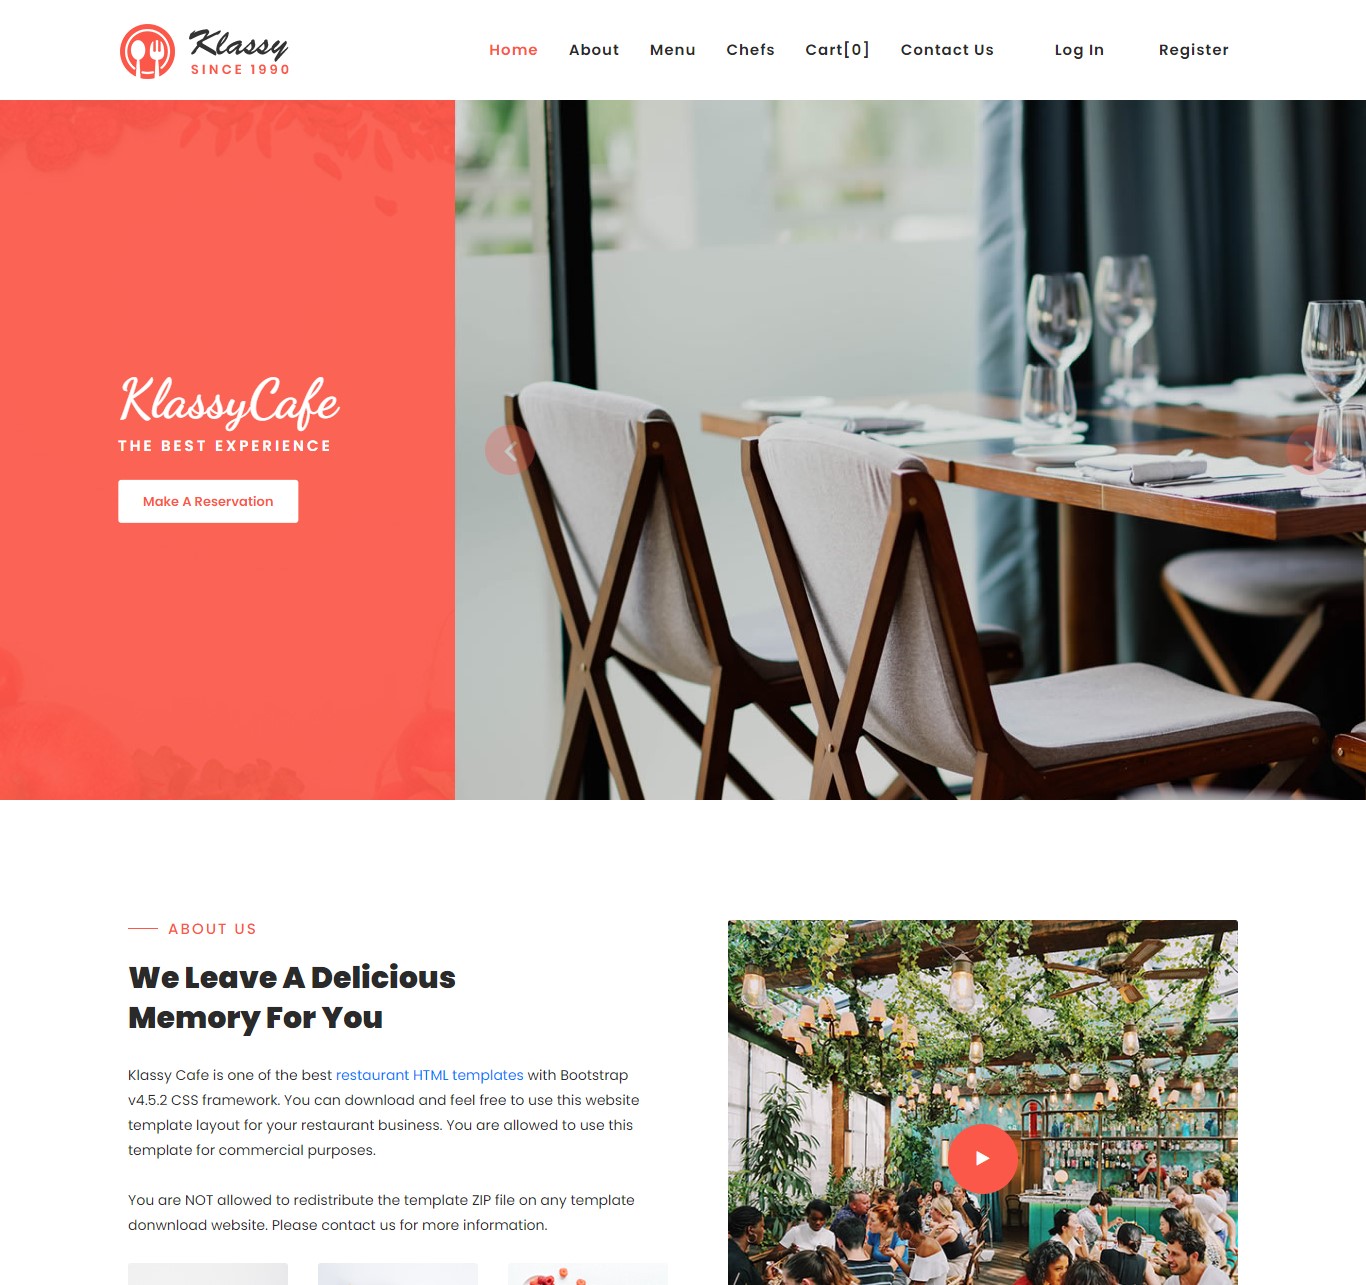 Klassy
SINCE 1990
Home About Menu Chefs Cart[0] Contact Us Log In Register
KlassyCafe
THE BEST EXPERIENCE
Make A Reservation
ABOUT US
We Leave A Delicious
Memory For You
Klassy Cafe is one of the best restaurant HTML templates with Bootstrap
v4.5.2 CSS framework. You can download and feel free to use this website
template layout for your restaurant business. You are allowed to use this
template for commercial purposes.
You are NOT allowed to redistribute the template ZIP file on any template
donwnload website. Please contact us for more information.